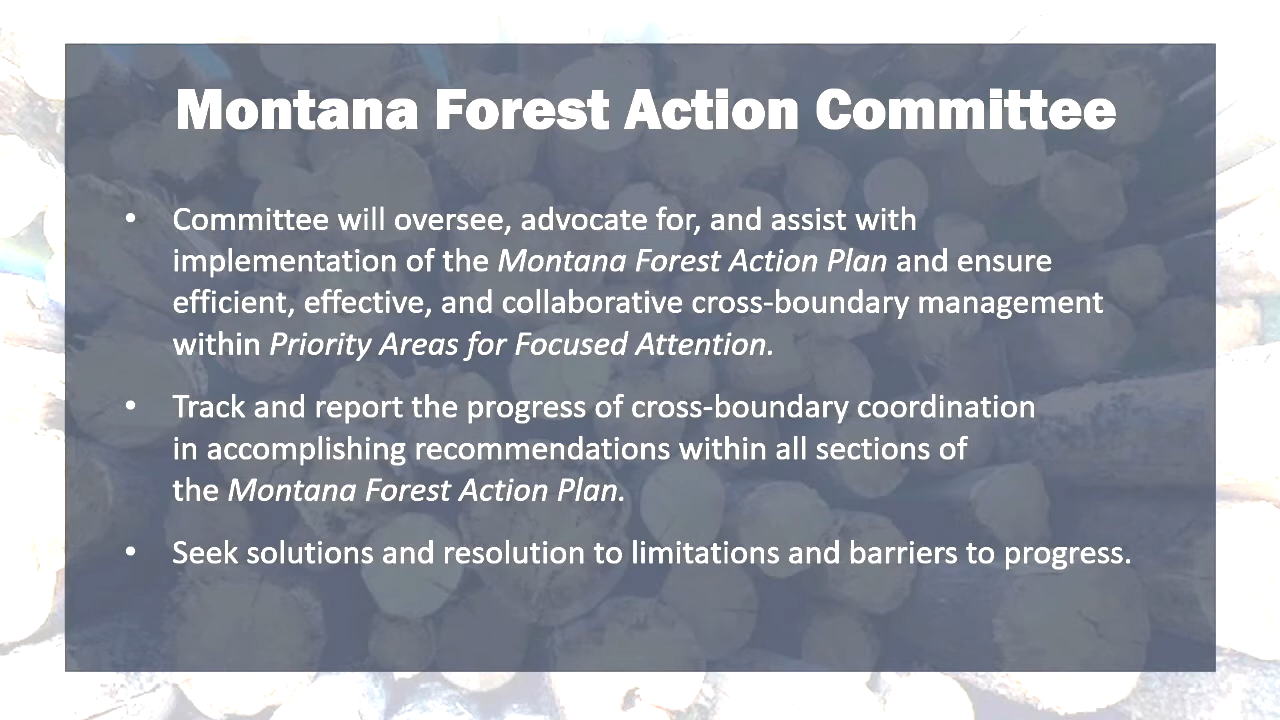 Montana Forest Action Committee
• Committee will oversee, advocate for, and assist with
implementation of the Montana Forest Action Plan and ensure
efficient, effective, and collaborative cross-boundary management
within Priority Areas for Focused Attention.
• Track and report the progress of cross-boundary coordination
in accomplishing recommendations within all sections of
the Montana Forest Action Plan.
• Seek solutions and resolution to limitations and barriers to progress.